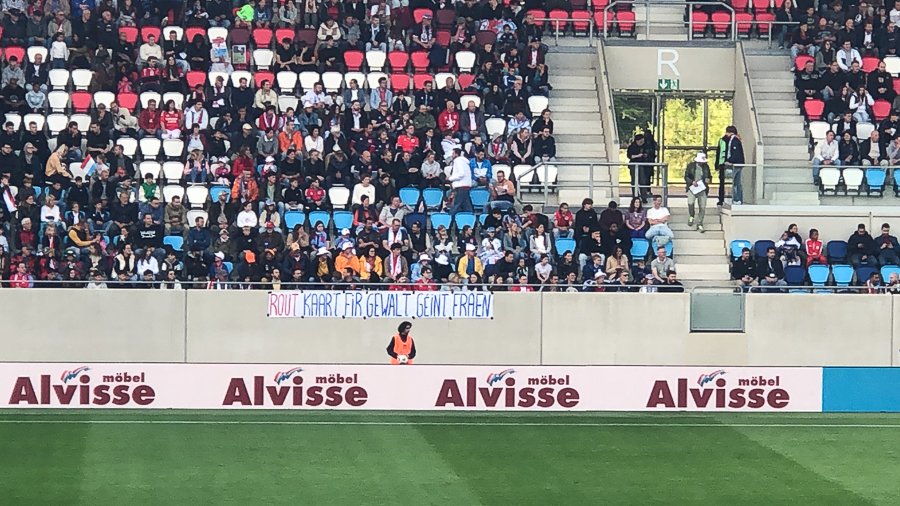 R
ROUT KAART FIR GEWALT GEINT FRAEN
Alvisse möbel
Alvisse möbel
Alvisse möbel
Alvisse möbel